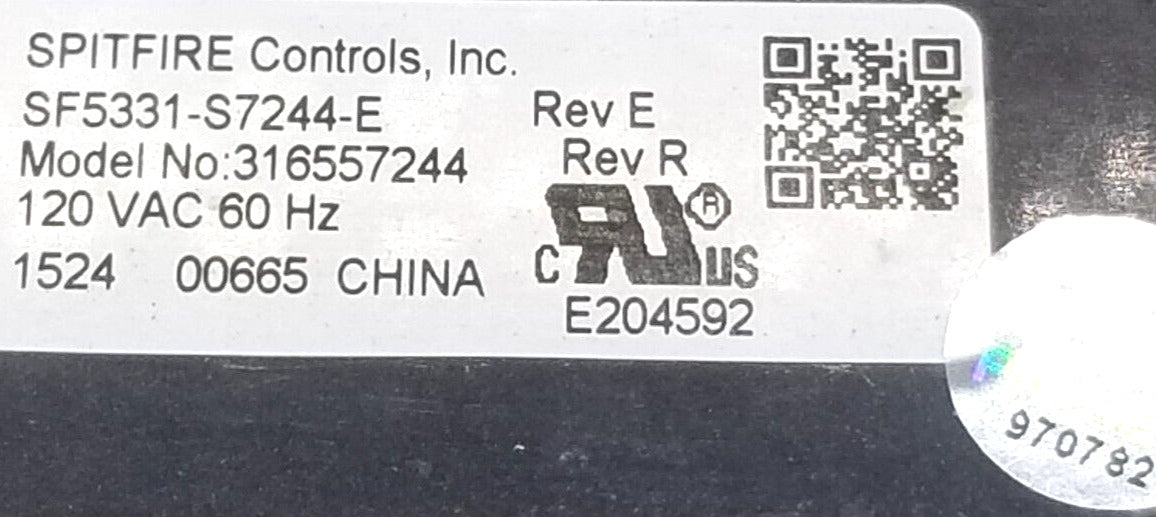 SPITFIRE Controls, Inc.
SF5331-S7244-E Rev E
Model No:316557244 Rev R
120 VAC 60 Hz
C RU ® US
1524 00665 CHINA
E204592
970782